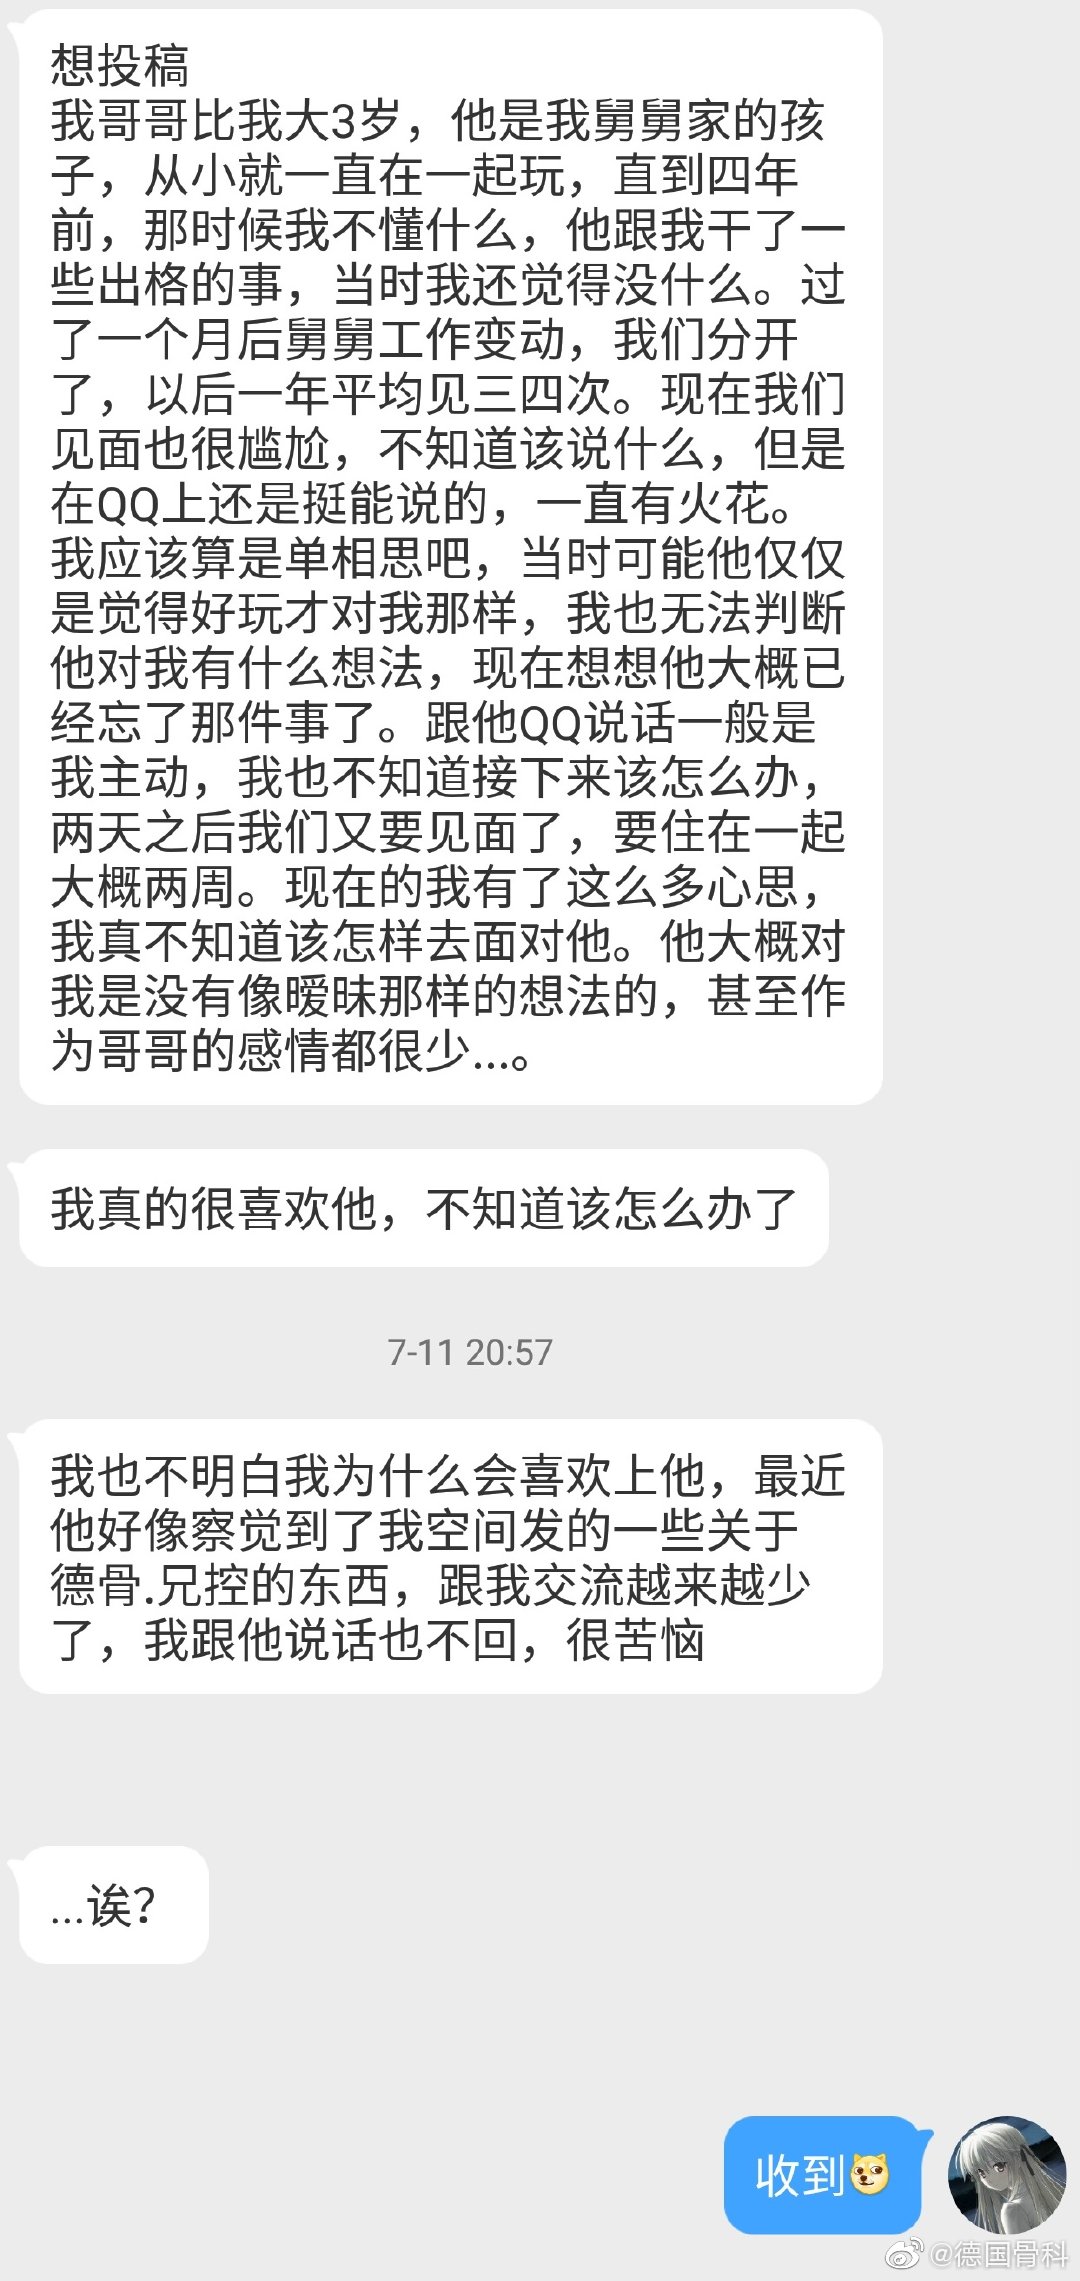 想投稿
我哥哥比我大3岁，他是我舅舅家的孩
子，从小就一直在一起玩，直到四年
前，那时候我不懂什么，他跟我干了一
些出格的事，当时我还觉得没什么。过
了一个月后舅舅工作变动，我们分开
了，以后一年平均见三四次。现在我们
见面也很尴尬，不知道该说什么，但是
在QQ上还是挺能说的，一直有火花。
我应该算是单相思吧，当时可能他仅仅
是觉得好玩才对我那样，我也无法判断
他对我有什么想法，现在想想他大概已
经忘了那件事了。跟他QQ说话一般是
我主动，我也不知道接下来该怎么办，
两天之后我们又要见面了，要住在一起
大概两周。现在的我有了这么多心思，
我真不知道该怎样去面对他。他大概对
我是没有像暧昧那样的想法的，甚至作
为哥哥的感情都很少...。
我真的很喜欢他，不知道该怎么办了
7-11 20:57
我也不明白我为什么会喜欢上他，最近
他好像察觉到了我空间发的一些关于
德骨.兄控的东西，跟我交流越来越少
了，我跟他说话也不回，很苦恼
...诶？
收到
@德国骨科